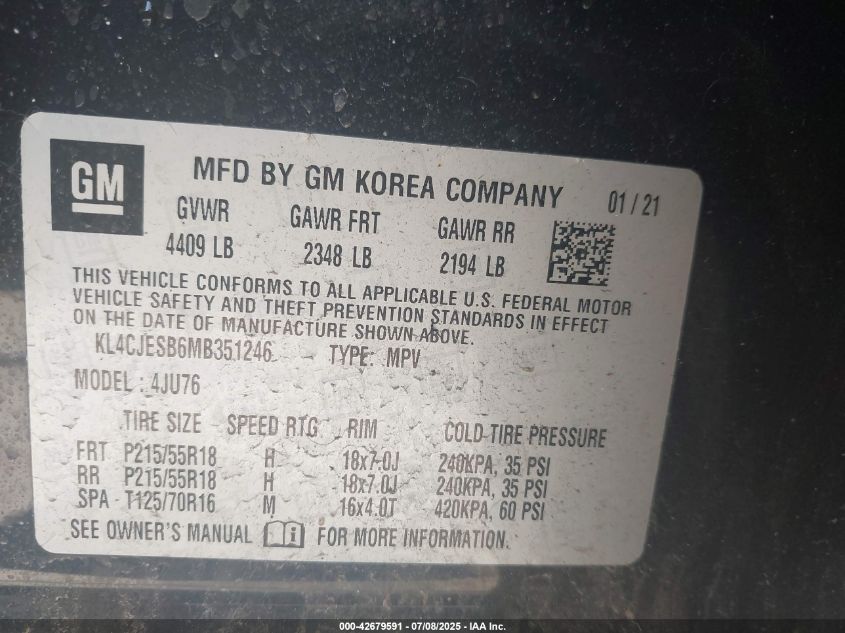 GM
MFD BY GM KOREA COMPANY 01 / 21
GVWR GAWR FRT GAWR RR
4409 LB 2348 LB 2194 LB
THIS VEHICLE CONFORMS TO ALL APPLICABLE U.S. FEDERAL MOTOR
VEHICLE SAFETY AND THEFT PREVENTION STANDARDS IN EFFECT
ON THE DATE OF MANUFACTURE SHOWN ABOVE.
KL4CJESB6MB351246 TYPE: MPV
MODEL : 4JU76
TIRE SIZE SPEED RTG RIM COLD TIRE PRESSURE
FRT P215/55R18 H 18x7.0J 240KPA, 35 PSI
RR P215/55R18 H 18x7.0J 240KPA, 35 PSI
SPA T125/70R16 M 16x4.0T 420KPA, 60 PSI
SEE OWNER'S MANUAL i FOR MORE INFORMATION.
000-42679591 - 07/08/2025 - IAA Inc.